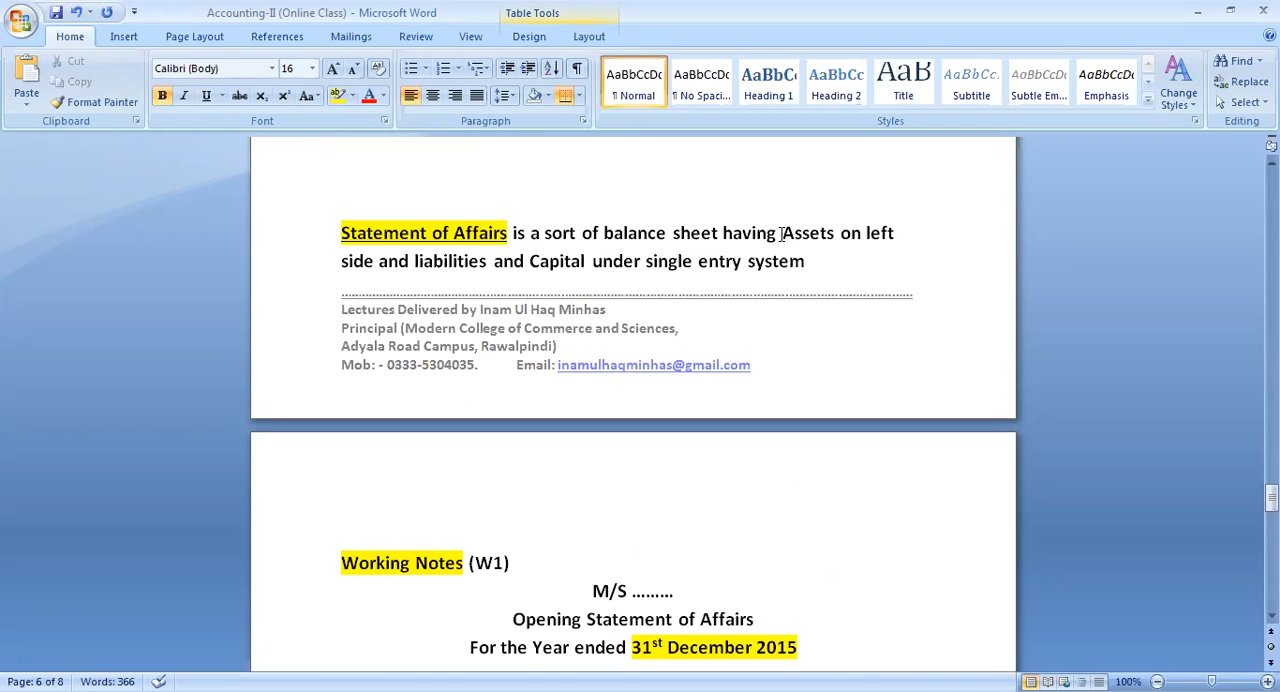 Accounting-II (Online Class) - Microsoft Word
Table Tools
Home Insert Page Layout References Mailings Review View Design Layout
Paste
Cut
Copy
Format Painter
Clipboard
Calibri (Body) 16
B I U abc X₂ X² Aa A
Font
Paragraph
AaBbCcDc AaBbCcDc AaBbC AaBbCc AaB AaBbCc. AaBbCcDc AaBbCcDc
¶ Normal ¶ No Spaci... Heading 1 Heading 2 Title Subtitle Subtle Em... Emphasis
Change Styles
Styles
Find
Replace
Select
Editing
Statement of Affairs is a sort of balance sheet having Assets on left
side and liabilities and Capital under single entry system
Lectures Delivered by Inam Ul Haq Minhas
Principal (Modern College of Commerce and Sciences,
Adyala Road Campus, Rawalpindi)
Mob: - 0333-5304035. Email: inamulhaqminhas@gmail.com
Working Notes (W1)
M/S .........
Opening Statement of Affairs
For the Year ended 31st December 2015
Page: 6 of 8 Words: 366 100%